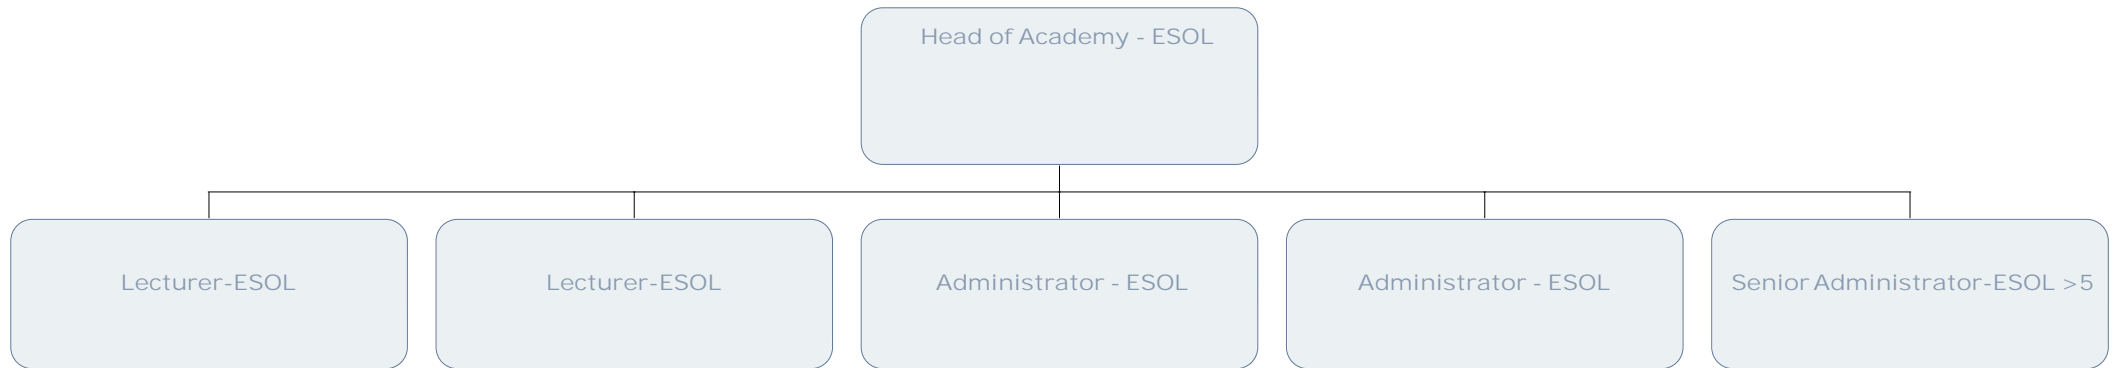 Head of Academy - ESOL
Lecturer-ESOL
Lecturer-ESOL
Administrator - ESOL
Administrator - ESOL
Senior Administrator-ESOL >5